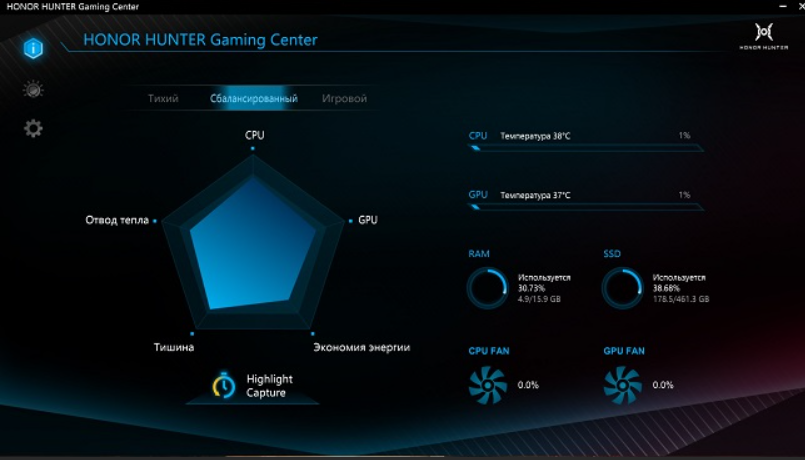 HONOR HUNTER Gaming Center
HONOR HUNTER Gaming Center
HONOR HUNTER
Тихий
Сбалансированный
Игровой
CPU
GPU
Экономия энергии
Тишина
Отвод тепла
Highlight
Capture
CPU Температура 38°C 1%
GPU Температура 37°C 1%
RAM
Используется
30.73%
4.9/15.9 GB
SSD
Используется
38.68%
178.5/461.3 GB
CPU FAN
0.0%
GPU FAN
0.0%